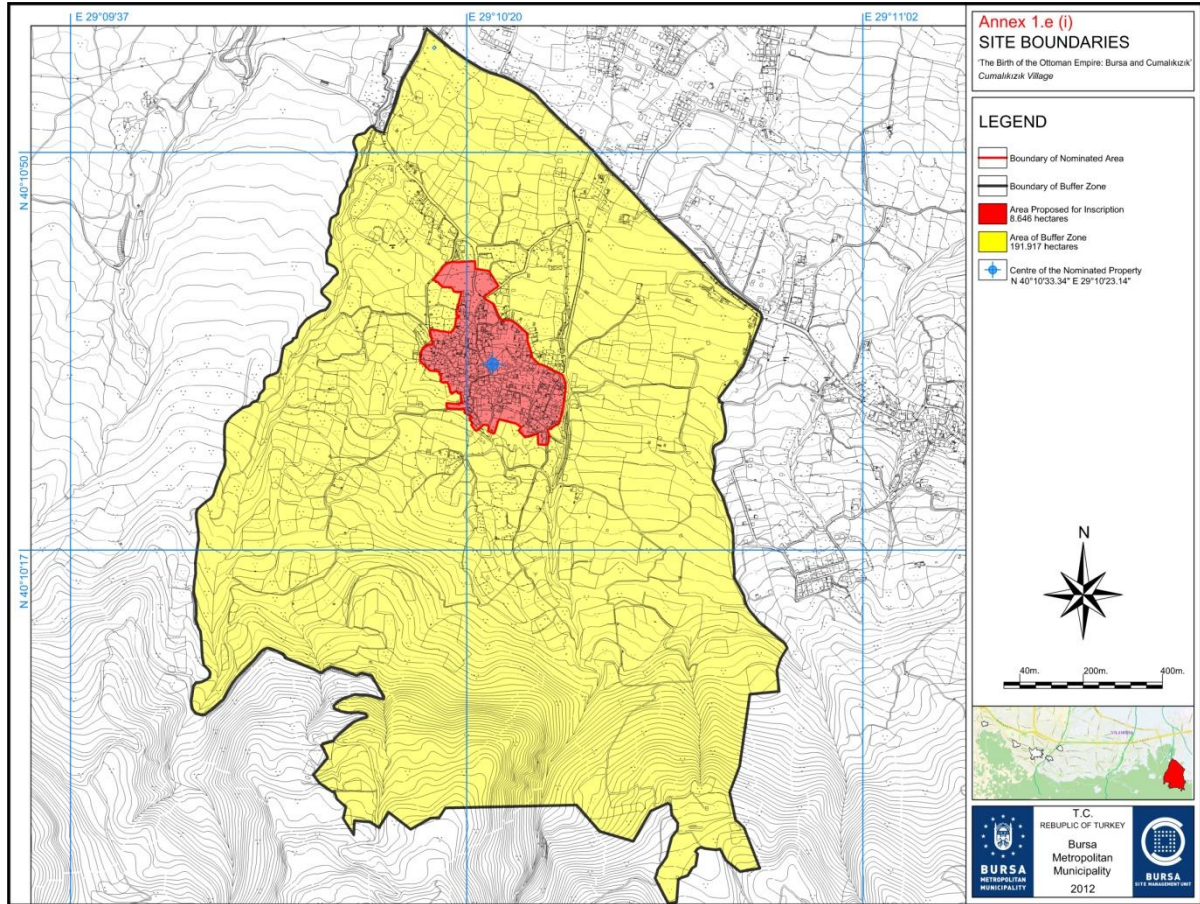 E 29°09'37
E 29°10'20
E 29°11'02
N 40°10'50
N 40°10'17
Annex 1.e (i)
SITE BOUNDARIES
'The Birth of the Ottoman Empire: Bursa and Cumalıkızık'
Cumalıkızık Village
LEGEND
Boundary of Nominated Area
Boundary of Buffer Zone
Area Proposed for Inscription
8.646 hectares
Area of Buffer Zone
191.917 hectares
Centre of the Nominated Property
N 40°10'33.34" E 29°10'23.14"
N
40m. 200m. 400m.
BURSA
METROPOLITAN
MUNICIPALITY
T.C.
REBUPLIC OF TURKEY
Bursa
Metropolitan
Municipality
2012
BURSA
SITE MANAGEMENT UNIT